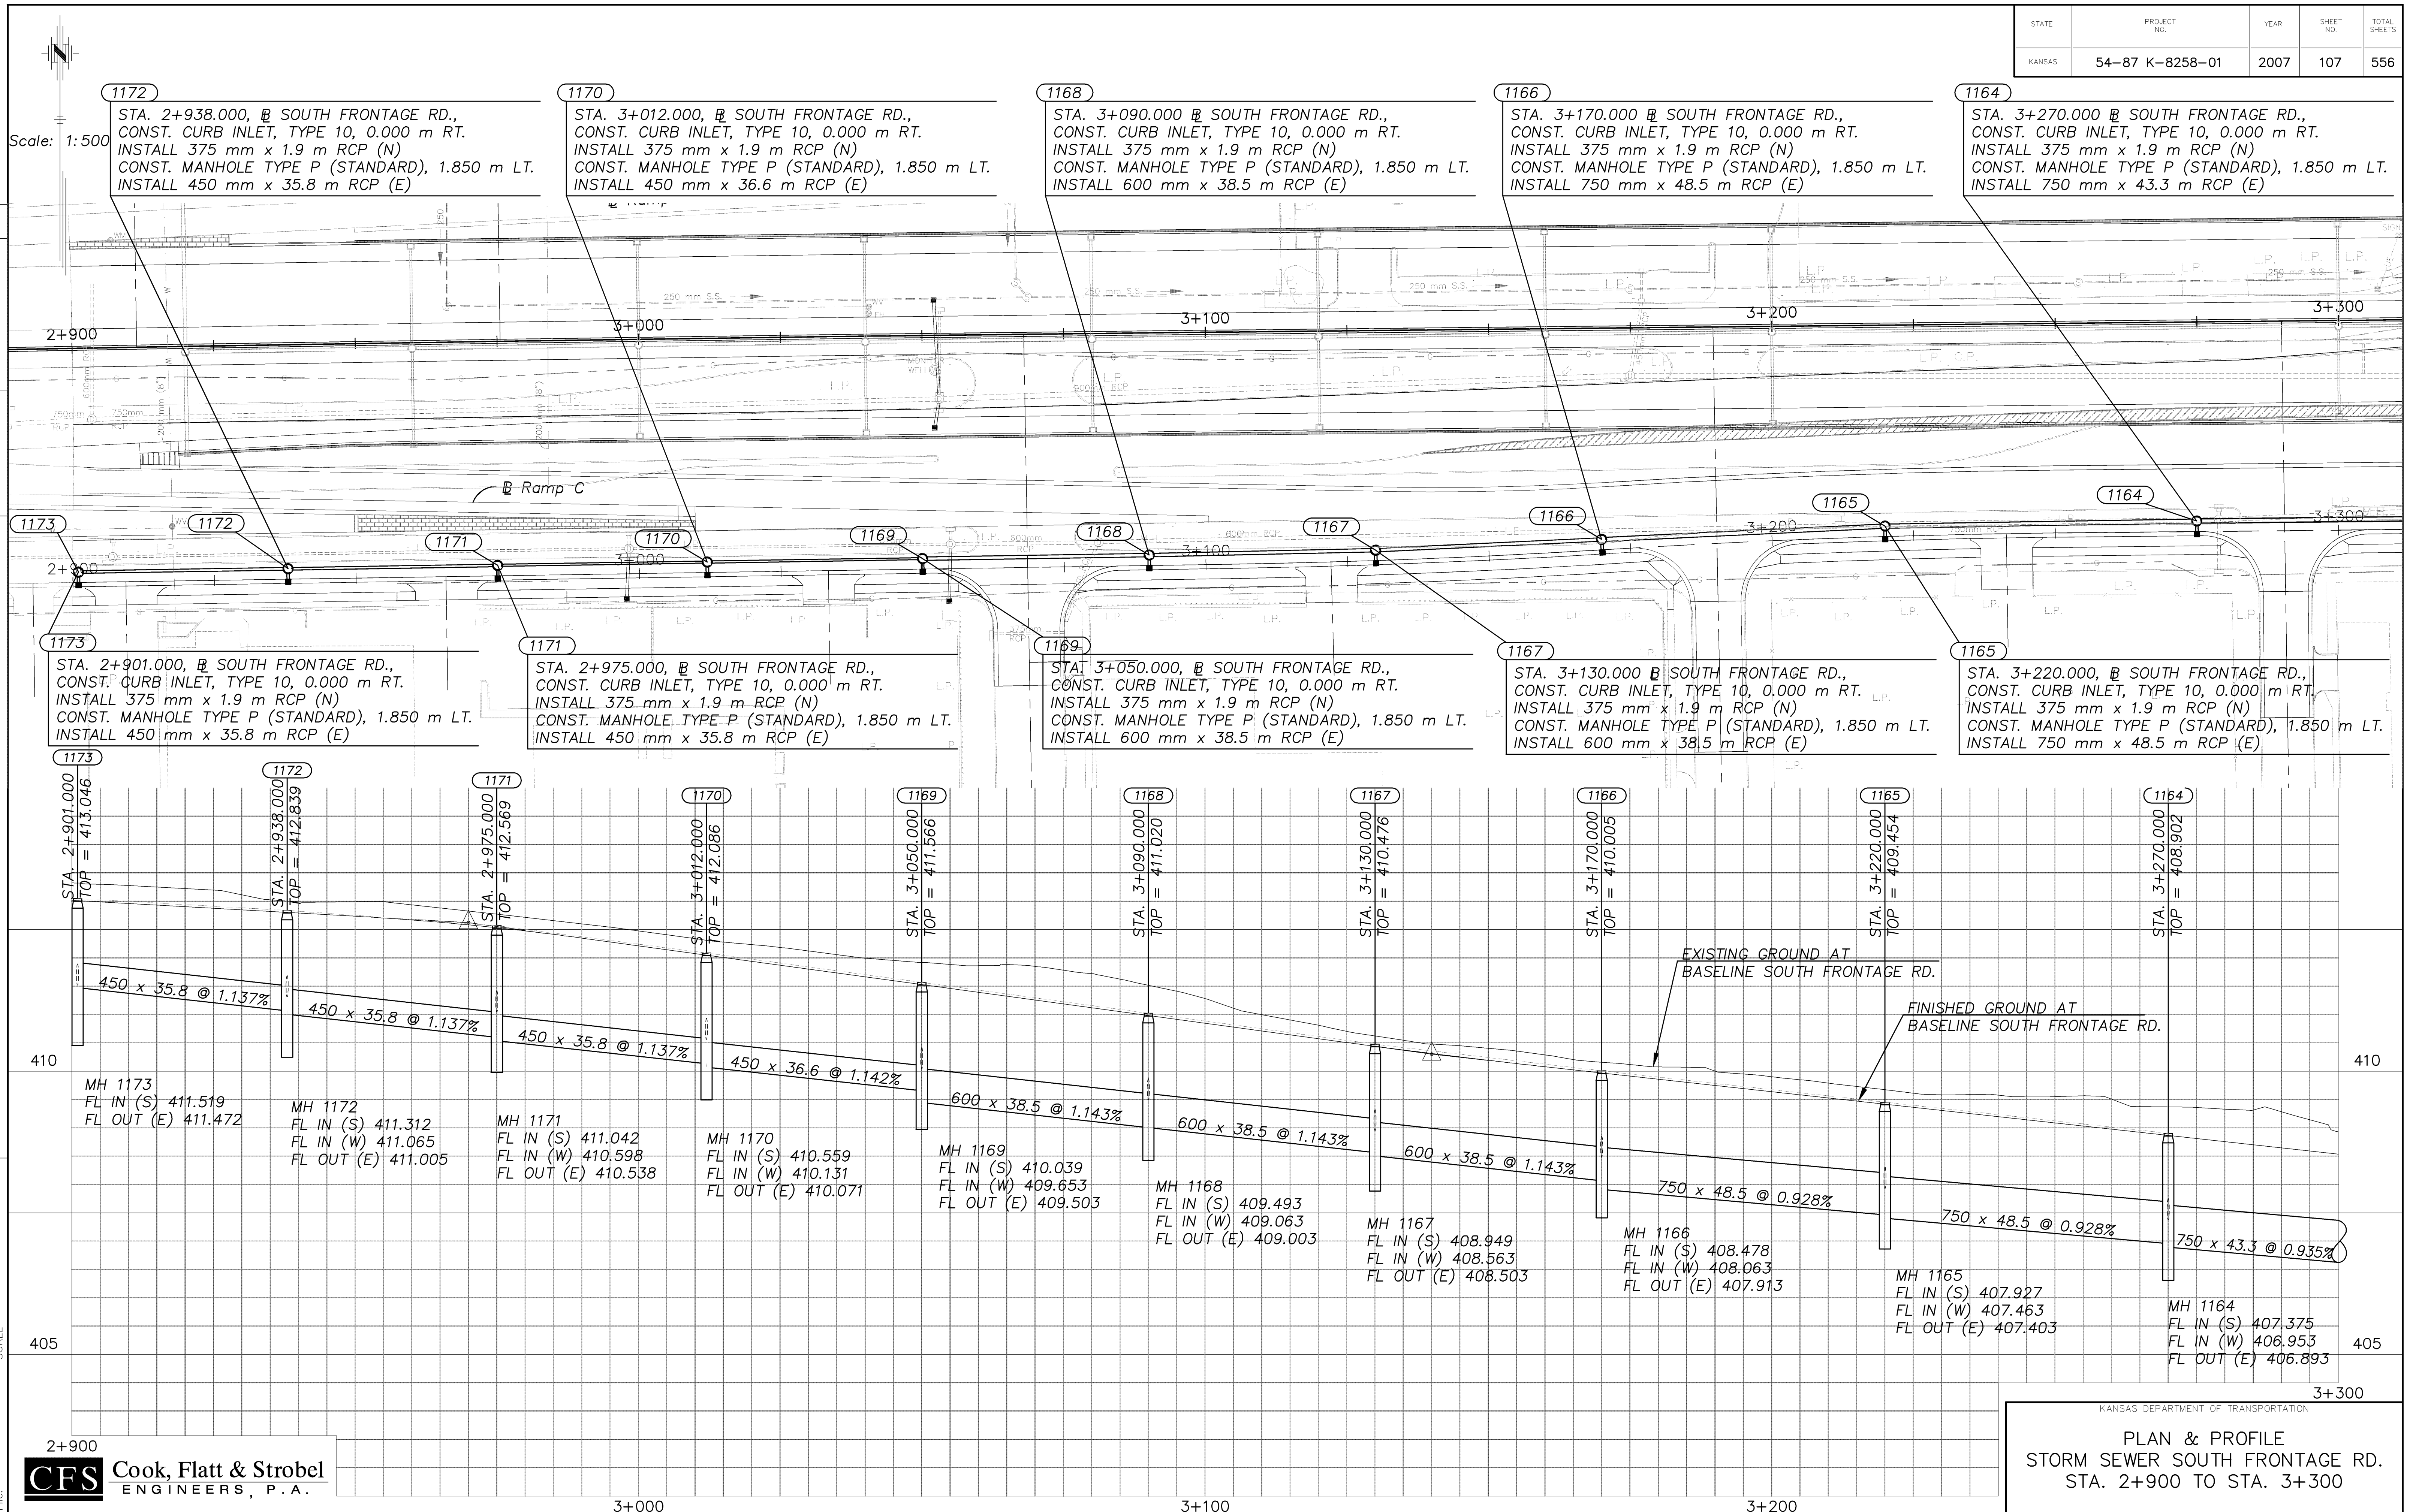 STATE PROJECT NO. YEAR SHEET NO. TOTAL SHEETS
KANSAS 54-87 K-8258-01 2007 107 556
N
Scale: 1:500
1172
STA. 2+938.000, BL SOUTH FRONTAGE RD.,
CONST. CURB INLET, TYPE 10, 0.000 m RT.
INSTALL 375 mm x 1.9 m RCP (N)
CONST. MANHOLE TYPE P (STANDARD), 1.850 m LT.
INSTALL 450 mm x 35.8 m RCP (E)
1170
STA. 3+012.000, BL SOUTH FRONTAGE RD.,
CONST. CURB INLET, TYPE 10, 0.000 m RT.
INSTALL 375 mm x 1.9 m RCP (N)
CONST. MANHOLE TYPE P (STANDARD), 1.850 m LT.
INSTALL 450 mm x 36.6 m RCP (E)
1168
STA. 3+090.000 BL SOUTH FRONTAGE RD.,
CONST. CURB INLET, TYPE 10, 0.000 m RT.
INSTALL 375 mm x 1.9 m RCP (N)
CONST. MANHOLE TYPE P (STANDARD), 1.850 m LT.
INSTALL 600 mm x 38.5 m RCP (E)
1166
STA. 3+170.000 BL SOUTH FRONTAGE RD.,
CONST. CURB INLET, TYPE 10, 0.000 m RT.
INSTALL 375 mm x 1.9 m RCP (N)
CONST. MANHOLE TYPE P (STANDARD), 1.850 m LT.
INSTALL 750 mm x 48.5 m RCP (E)
1164
STA. 3+270.000 BL SOUTH FRONTAGE RD.,
CONST. CURB INLET, TYPE 10, 0.000 m RT.
INSTALL 375 mm x 1.9 m RCP (N)
CONST. MANHOLE TYPE P (STANDARD), 1.850 m LT.
INSTALL 750 mm x 43.3 m RCP (E)
250 mm S.S. 250 mm S.S. 250 mm S.S. 250 mm S.S. 250 mm S.S.
2+900 3+000 3+100 3+200 3+300
BL Ramp C
1173 1172 1171 1170 1169 1168 1167 1166 1165 1164
2+900 3+000 3+100 3+200 3+300
1173
STA. 2+901.000, BL SOUTH FRONTAGE RD.,
CONST. CURB INLET, TYPE 10, 0.000 m RT.
INSTALL 375 mm x 1.9 m RCP (N)
CONST. MANHOLE TYPE P (STANDARD), 1.850 m LT.
INSTALL 450 mm x 35.8 m RCP (E)
1171
STA. 2+975.000, BL SOUTH FRONTAGE RD.,
CONST. CURB INLET, TYPE 10, 0.000 m RT.
INSTALL 375 mm x 1.9 m RCP (N)
CONST. MANHOLE TYPE P (STANDARD), 1.850 m LT.
INSTALL 450 mm x 35.8 m RCP (E)
1169
STA. 3+050.000, BL SOUTH FRONTAGE RD.,
CONST. CURB INLET, TYPE 10, 0.000 m RT.
INSTALL 375 mm x 1.9 m RCP (N)
CONST. MANHOLE TYPE P (STANDARD), 1.850 m LT.
INSTALL 600 mm x 38.5 m RCP (E)
1167
STA. 3+130.000 BL SOUTH FRONTAGE RD.,
CONST. CURB INLET, TYPE 10, 0.000 m RT.
INSTALL 375 mm x 1.9 m RCP (N)
CONST. MANHOLE TYPE P (STANDARD), 1.850 m LT.
INSTALL 600 mm x 38.5 m RCP (E)
1165
STA. 3+220.000, BL SOUTH FRONTAGE RD.,
CONST. CURB INLET, TYPE 10, 0.000 m RT.
INSTALL 375 mm x 1.9 m RCP (N)
CONST. MANHOLE TYPE P (STANDARD), 1.850 m LT.
INSTALL 750 mm x 48.5 m RCP (E)
1173
STA. 2+901.000
TOP = 413.046
1172
STA. 2+938.000
TOP = 412.839
1171
STA. 2+975.000
TOP = 412.569
1170
STA. 3+012.000
TOP = 412.086
1169
STA. 3+050.000
TOP = 411.566
1168
STA. 3+090.000
TOP = 411.020
1167
STA. 3+130.000
TOP = 410.476
1166
STA. 3+170.000
TOP = 410.005
1165
STA. 3+220.000
TOP = 409.454
1164
STA. 3+270.000
TOP = 408.902
EXISTING GROUND AT
BASELINE SOUTH FRONTAGE RD.
FINISHED GROUND AT
BASELINE SOUTH FRONTAGE RD.
450 x 35.8 @ 1.137%
450 x 35.8 @ 1.137%
450 x 35.8 @ 1.137%
450 x 36.6 @ 1.142%
600 x 38.5 @ 1.143%
600 x 38.5 @ 1.143%
600 x 38.5 @ 1.143%
750 x 48.5 @ 0.928%
750 x 48.5 @ 0.928%
750 x 43.3 @ 0.935%
410 410
MH 1173
FL IN (S) 411.519
FL OUT (E) 411.472
MH 1172
FL IN (S) 411.312
FL IN (W) 411.065
FL OUT (E) 411.005
MH 1171
FL IN (S) 411.042
FL IN (W) 410.598
FL OUT (E) 410.538
MH 1170
FL IN (S) 410.559
FL IN (W) 410.131
FL OUT (E) 410.071
MH 1169
FL IN (S) 410.039
FL IN (W) 409.653
FL OUT (E) 409.503
MH 1168
FL IN (S) 409.493
FL IN (W) 409.063
FL OUT (E) 409.003
MH 1167
FL IN (S) 408.949
FL IN (W) 408.563
FL OUT (E) 408.503
MH 1166
FL IN (S) 408.478
FL IN (W) 408.063
FL OUT (E) 407.913
MH 1165
FL IN (S) 407.927
FL IN (W) 407.463
FL OUT (E) 407.403
MH 1164
FL IN (S) 407.375
FL IN (W) 406.953
FL OUT (E) 406.893
405 405
2+900 3+000 3+100 3+200 3+300
CFS Cook, Flatt & Strobel
ENGINEERS, P.A.
KANSAS DEPARTMENT OF TRANSPORTATION
PLAN & PROFILE
STORM SEWER SOUTH FRONTAGE RD.
STA. 2+900 TO STA. 3+300